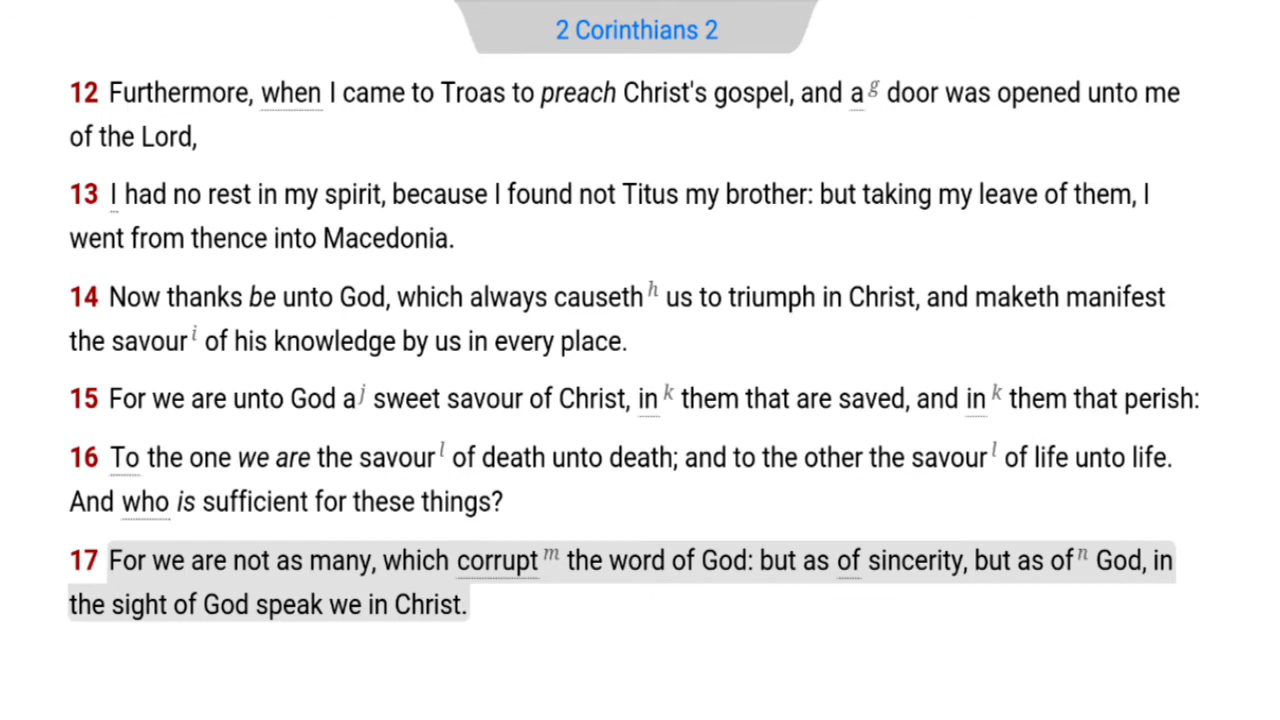 2 Corinthians 2
12 Furthermore, when I came to Troas to preach Christ's gospel, and a g door was opened unto me
of the Lord,
13 I had no rest in my spirit, because I found not Titus my brother: but taking my leave of them, I
went from thence into Macedonia.
14 Now thanks be unto God, which always causeth h us to triumph in Christ, and maketh manifest
the savour i of his knowledge by us in every place.
15 For we are unto God a j sweet savour of Christ, in k them that are saved, and in k them that perish:
16 To the one we are the savour l of death unto death; and to the other the savour l of life unto life.
And who is sufficient for these things?
17 For we are not as many, which corrupt m the word of God: but as of sincerity, but as of n God, in
the sight of God speak we in Christ.